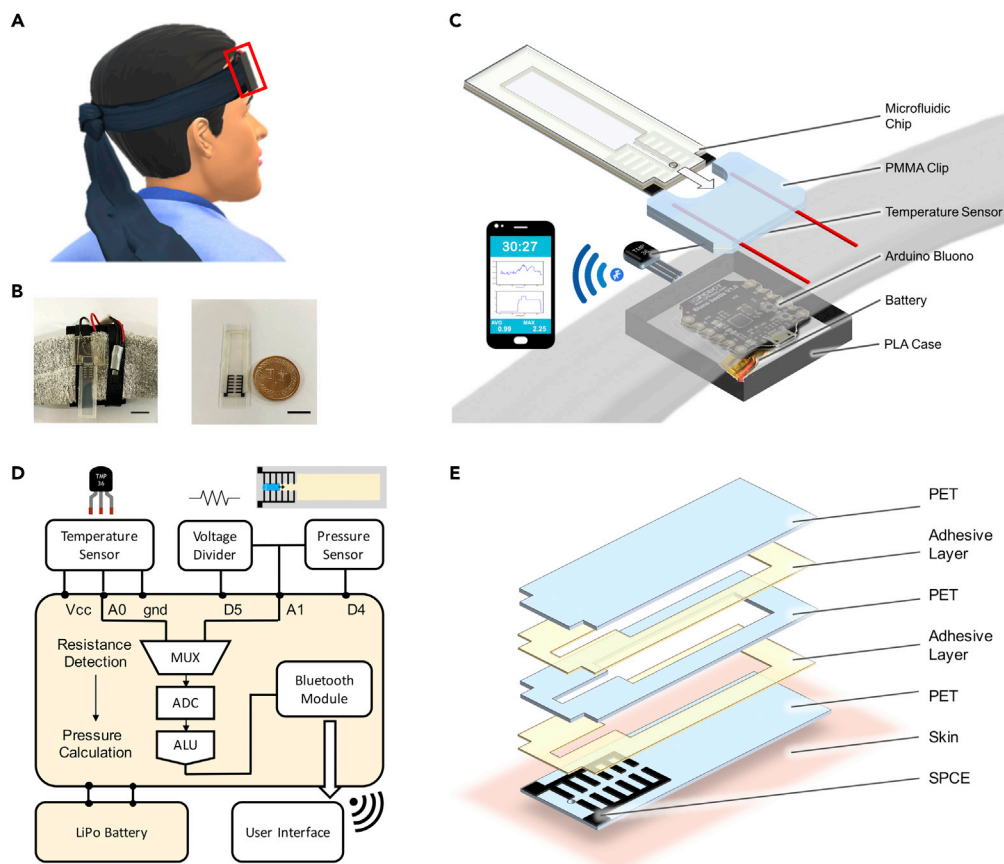 A
C
Microfluidic
Chip
PMMA Clip
Temperature Sensor
Arduino Bluono
Battery
PLA Case
TMP
36
30:27
AVG
MAX
0.99
2.25
B
D
TMP
36
Temperature
Sensor
Voltage
Divider
Pressure
Sensor
Vcc A0 gnd D5 A1 D4
Resistance
Detection
Pressure
Calculation
MUX
ADC
ALU
Bluetooth
Module
LiPo Battery
User Interface
E
PET
Adhesive
Layer
PET
Adhesive
Layer
PET
Skin
SPCE